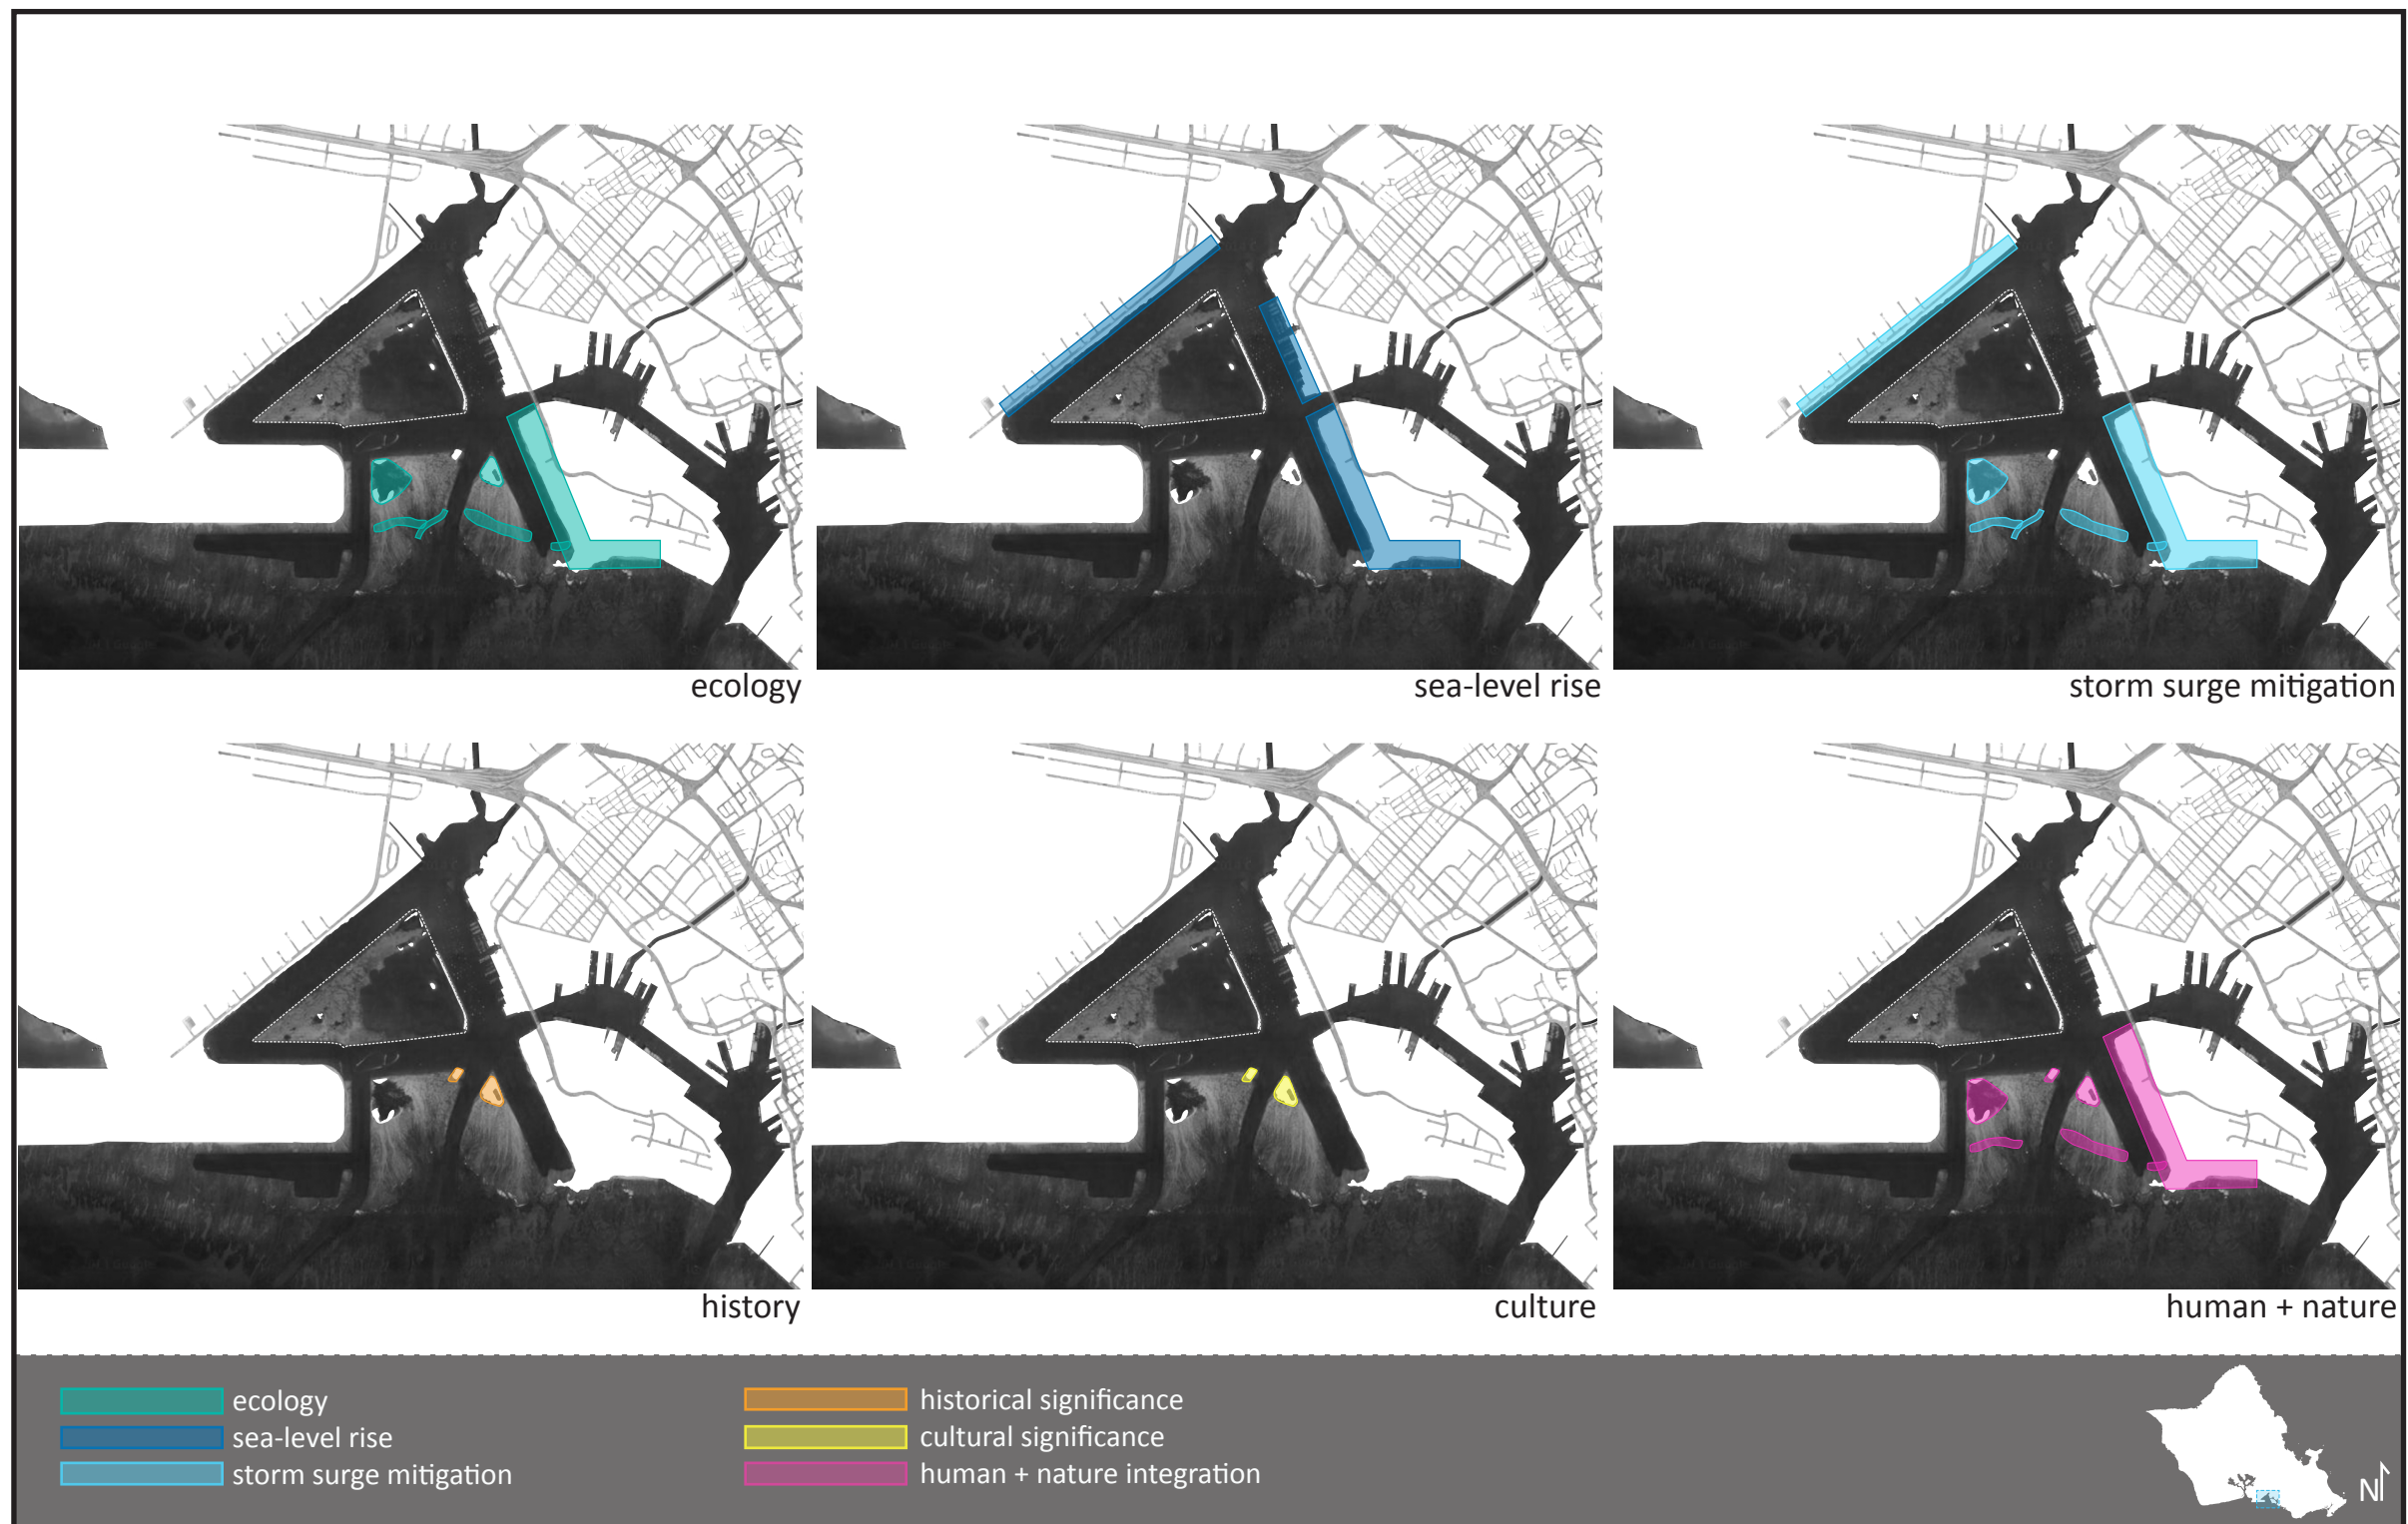 ecology
sea-level rise
storm surge mitigation
history
culture
human + nature
ecology
sea-level rise
storm surge mitigation
historical significance
cultural significance
human + nature integration
N